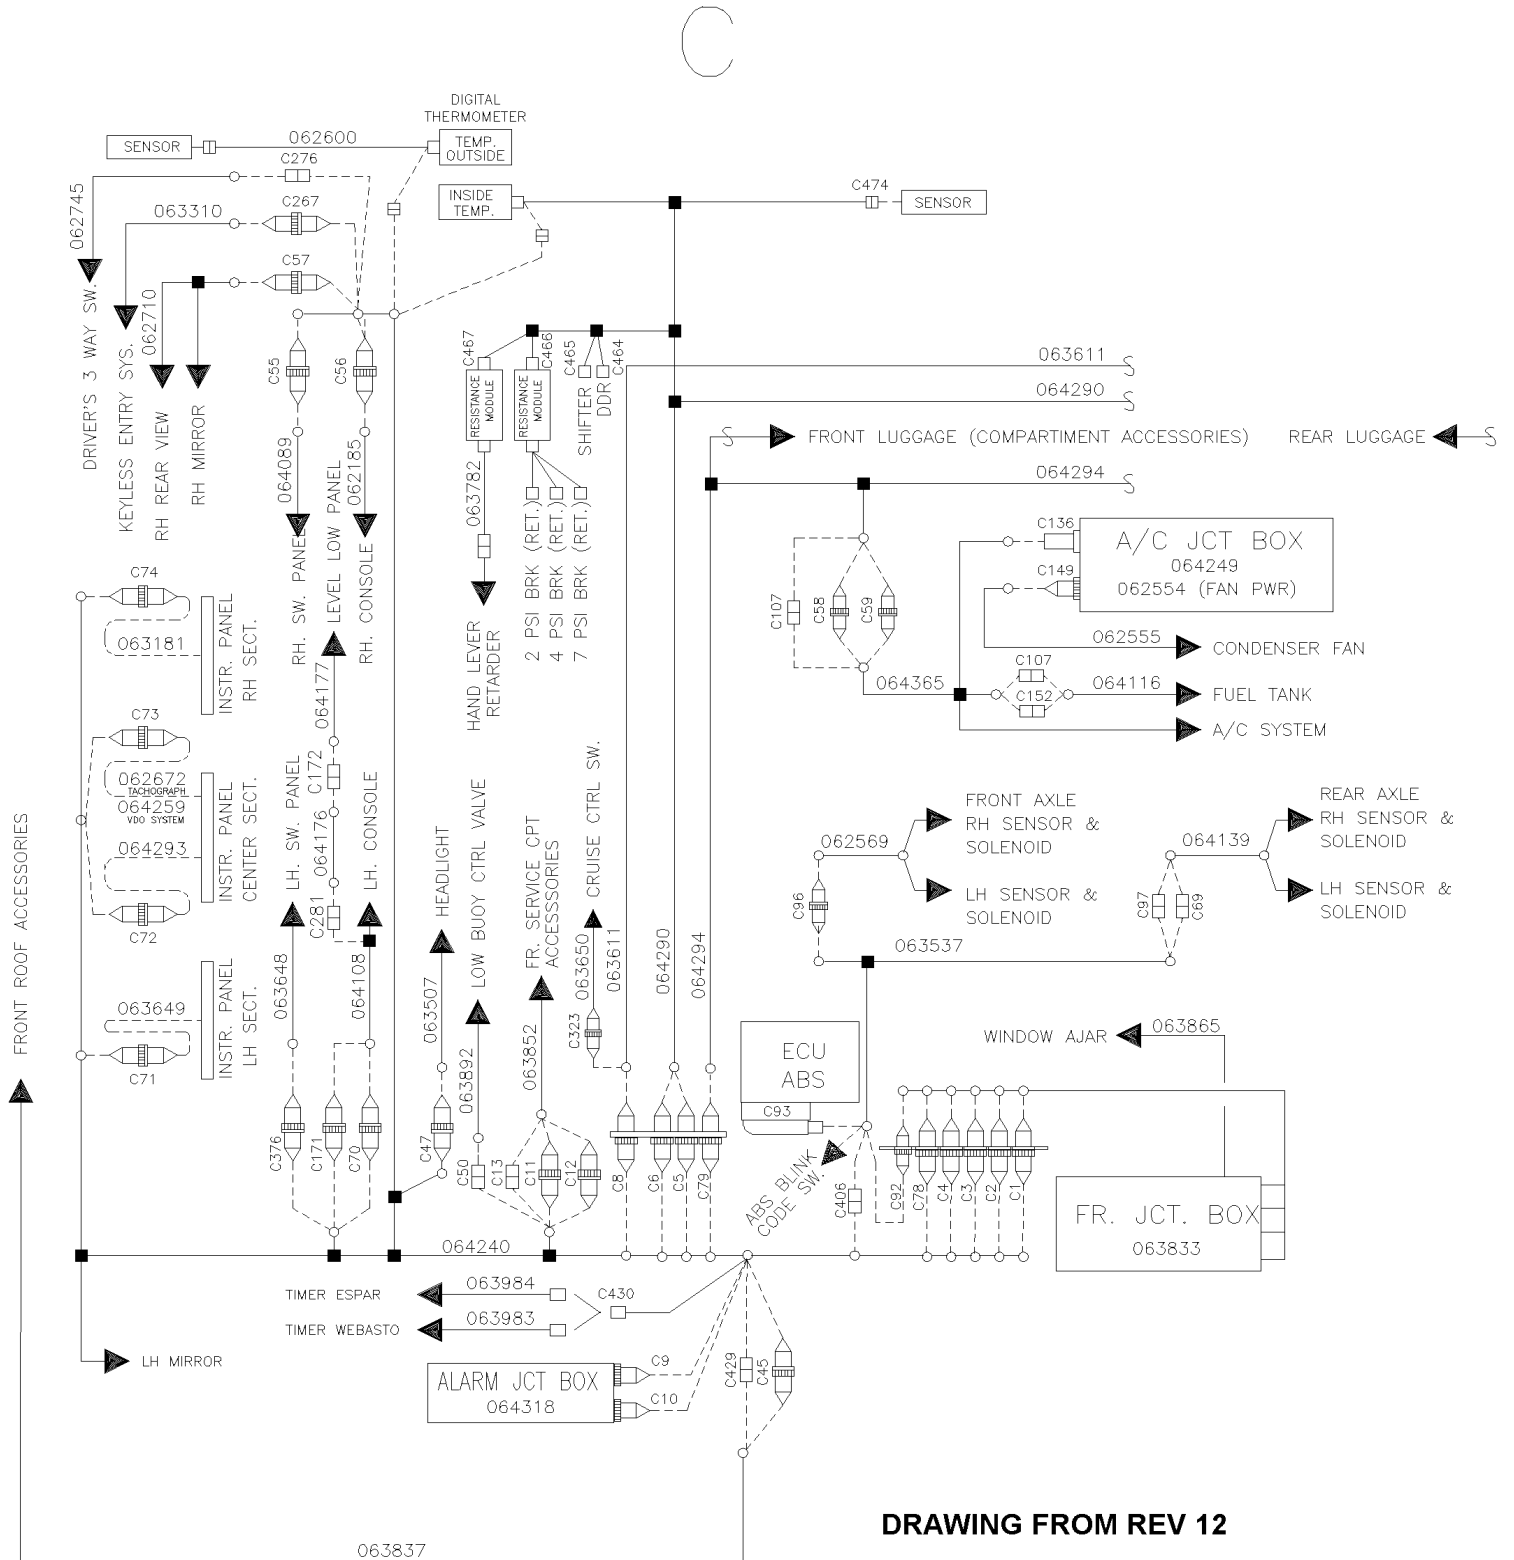 C
DIGITAL
THERMOMETER
SENSOR
062600
TEMP.
OUTSIDE
C276
062745
INSIDE
TEMP.
C474
SENSOR
063310
C267
C57
062710
DRIVER'S 3 WAY SW.
KEYLESS ENTRY SYS.
RH REAR VIEW
RH MIRROR
C55
C56
C467
C466
C465
C464
RESISTANCE
MODULE
RESISTANCE
MODULE
SHIFTER
DDR
063611
064290
FRONT LUGGAGE (COMPARTIMENT ACCESSORIES)
REAR LUGGAGE
064089
062185
063782
064294
RH. SW. PANEL
LEVEL LOW PANEL
RH. CONSOLE
2 PSI BRK (RET.)
4 PSI BRK (RET.)
7 PSI BRK (RET.)
C136
A/C JCT BOX
064249
062554 (FAN PWR)
C149
C107
C58
C59
C74
063181
INSTR. PANEL
RH SECT.
HAND LEVER
RETARDER
062555
CONDENSER FAN
064365
C107
C152
064116
FUEL TANK
A/C SYSTEM
064177
C73
062672
TACHOGRAPH
064259
VDO SYSTEM
064293
C72
INSTR. PANEL
CENTER SECT.
LH. SW. PANEL
C172
064176
C281
LH. CONSOLE
HEADLIGHT
LOW BUOY CTRL VALVE
FR. SERVICE CPT
ACCESSSORIES
CRUISE CTRL SW.
FRONT AXLE
RH SENSOR &
SOLENOID
062569
LH SENSOR &
SOLENOID
REAR AXLE
RH SENSOR &
SOLENOID
064139
LH SENSOR &
SOLENOID
C96
C97
C69
063537
FRONT ROOF ACCESSORIES
063649
C71
INSTR. PANEL
LH SECT.
063648
064108
063507
063892
063852
063650
C323
063611
064290
064294
ECU
ABS
C93
WINDOW AJAR
063865
C376
C171
C70
C47
C50
C13
C11
C12
C8
C6
C5
C79
ABS BLINK
CODE SW.
C406
C92
C78
C4
C3
C2
C1
FR. JCT. BOX
063833
064240
TIMER ESPAR
063984
C430
TIMER WEBASTO
063983
LH MIRROR
ALARM JCT BOX
064318
C9
C10
C429
C45
DRAWING FROM REV 12
063837